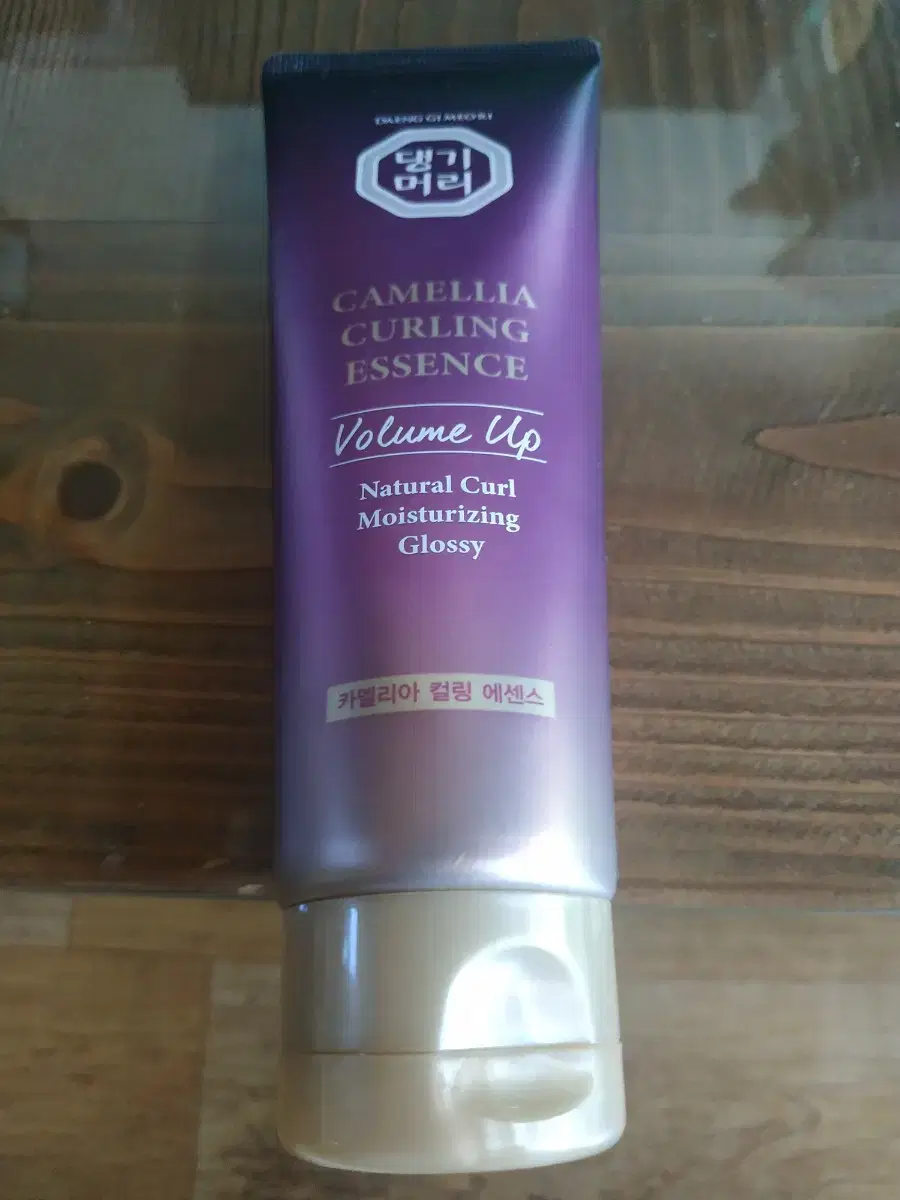 DAENG GI MEO RI
댕기
머리
CAMELLIA
CURLING
ESSENCE
Volume Up
Natural Curl
Moisturizing
Glossy
카멜리아 컬링 에센스